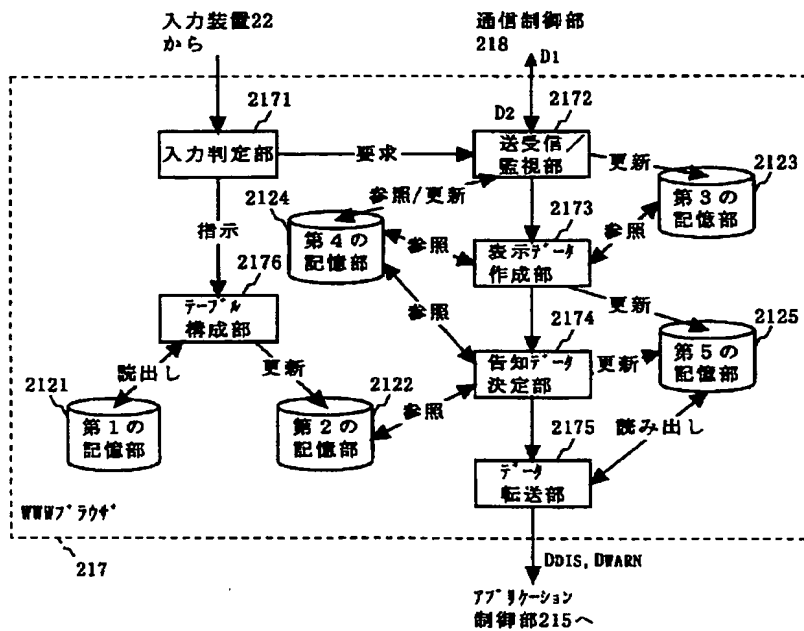 入力装置22
から
通信制御部
218
D1
D2
2171
2172
入力判定部
要求
送受信／
監視部
更新
2123
第3の
記憶部
参照/更新
2124
第4の
記憶部
指示
2173
参照
表示ﾃﾞｰﾀ
作成部
参照
2176
ﾃｰﾌﾞﾙ
構成部
参照
2174
更新
2125
告知ﾃﾞｰﾀ
決定部
更新
第5の
記憶部
読出し
更新
2121
第1の
記憶部
2122
第2の
記憶部
参照
2175
読み出し
ﾃﾞｰﾀ
転送部
WWWﾌﾞﾗｳｻﾞ
217
DDIS, DWARN
ｱﾌﾟﾘｹｰｼｮﾝ
制御部215へ